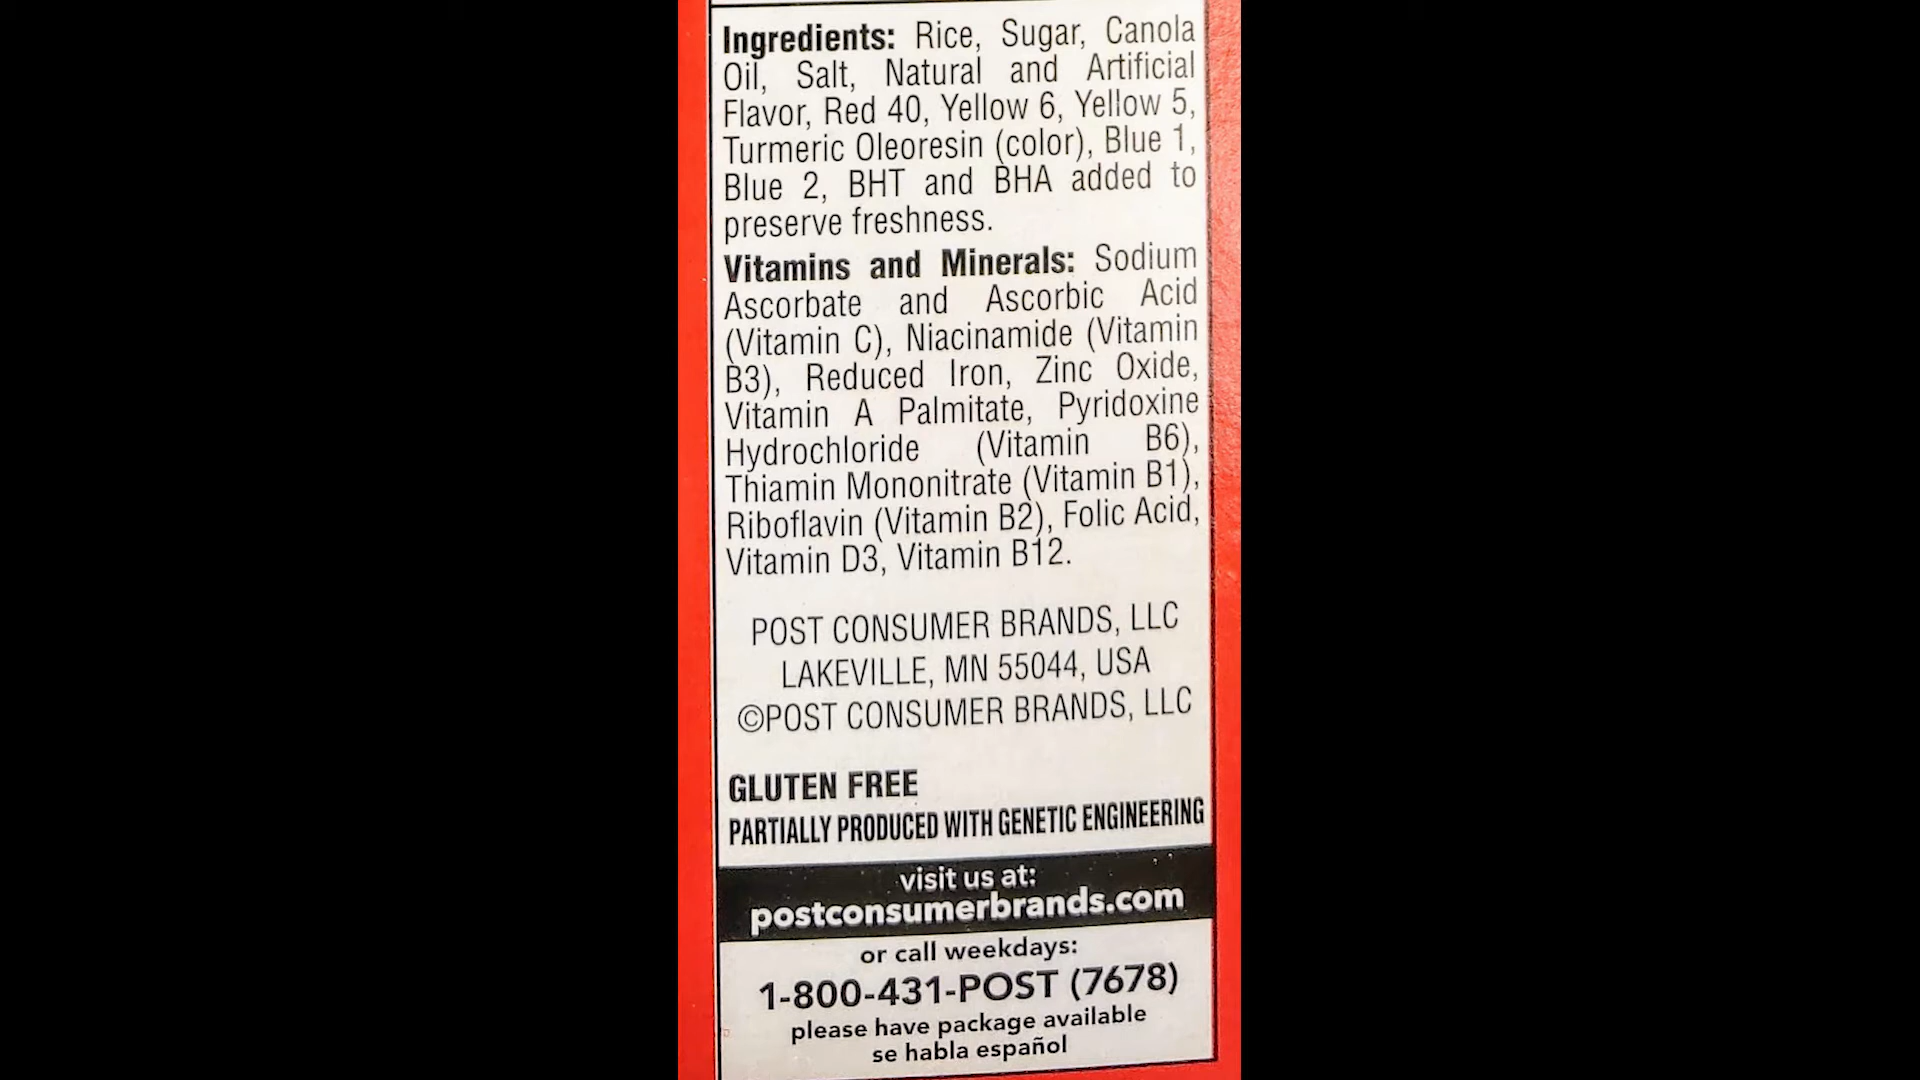 Ingredients: Rice, Sugar, Canola
Oil, Salt, Natural and Artificial
Flavor, Red 40, Yellow 6, Yellow 5,
Turmeric Oleoresin (color), Blue 1,
Blue 2, BHT and BHA added to
preserve freshness.
Vitamins and Minerals: Sodium
Ascorbate and Ascorbic Acid
(Vitamin C), Niacinamide (Vitamin
B3), Reduced Iron, Zinc Oxide,
Vitamin A Palmitate, Pyridoxine
Hydrochloride (Vitamin B6),
Thiamin Mononitrate (Vitamin B1),
Riboflavin (Vitamin B2), Folic Acid,
Vitamin D3, Vitamin B12.
POST CONSUMER BRANDS, LLC
LAKEVILLE, MN 55044, USA
©POST CONSUMER BRANDS, LLC
GLUTEN FREE
PARTIALLY PRODUCED WITH GENETIC ENGINEERING
visit us at:
postconsumerbrands.com
or call weekdays:
1-800-431-POST (7678)
please have package available
se habla español